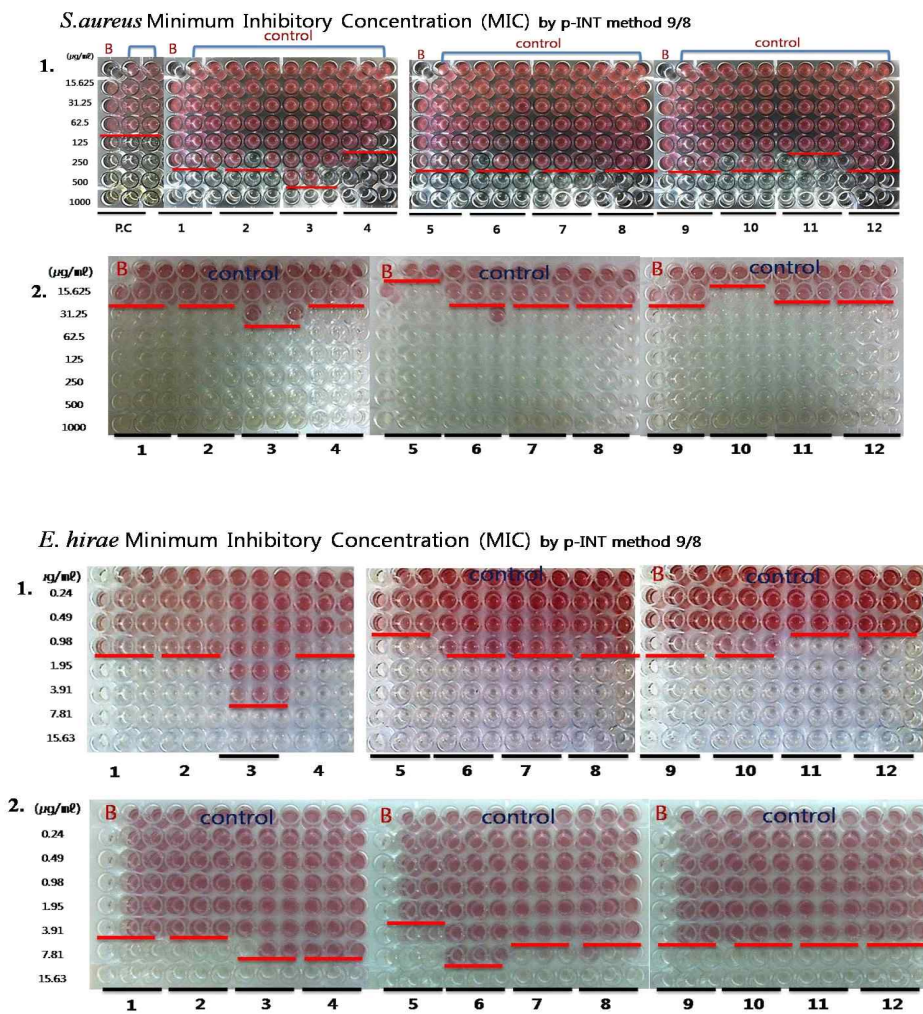 S.aureus Minimum Inhibitory Concentration (MIC) by p-INT method 9/8
control
control
control
B
B
B
B
1.
(μg/㎖)
15.625
31.25
62.5
125
250
500
1000
P.C 1 2 3 4 5 6 7 8 9 10 11 12
(μg/㎖)
B control B control B control
2.
15.625
31.25
62.5
125
250
500
1000
1 2 3 4 5 6 7 8 9 10 11 12
E. hirae Minimum Inhibitory Concentration (MIC) by p-INT method 9/8
control B control
1.
ug/㎖)
0.24
0.49
0.98
1.95
3.91
7.81
15.63
1 2 3 4 5 6 7 8 9 10 11 12
2.
(μg/㎖)
B control B control B control
0.24
0.49
0.98
1.95
3.91
7.81
15.63
1 2 3 4 5 6 7 8 9 10 11 12